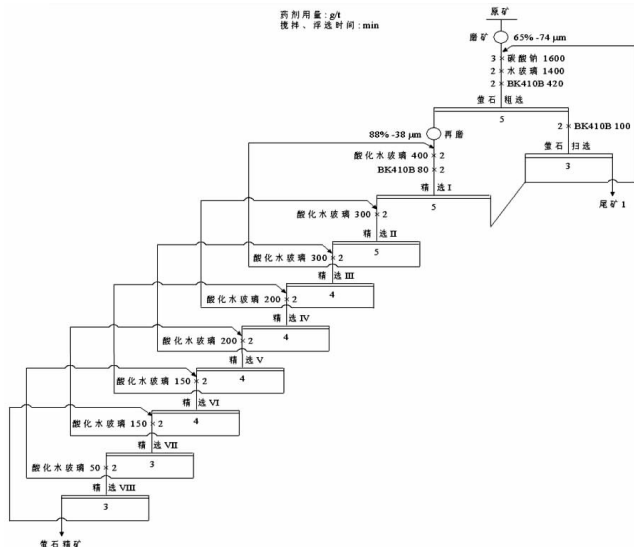 药剂用量: g/t
搅拌、浮选时间: min
原矿
磨矿 65% -74 μm
3 × 碳酸钠 1600
2 × 水玻璃 1400
2 × BK410B 420
萤石 粗选
5
88% -38 μm 再磨
2 × BK410B 100
酸化水玻璃 400 × 2
萤石 扫选
BK410B 80 × 2
3
精选 I
5
尾矿 1
酸化水玻璃 300 × 2
精选 II
5
酸化水玻璃 300 × 2
精选 III
4
酸化水玻璃 200 × 2
精选 IV
4
酸化水玻璃 200 × 2
精选 V
4
酸化水玻璃 150 × 2
精选 VI
4
酸化水玻璃 150 × 2
精选 VII
3
酸化水玻璃 50 × 2
精选 VIII
3
萤石精矿